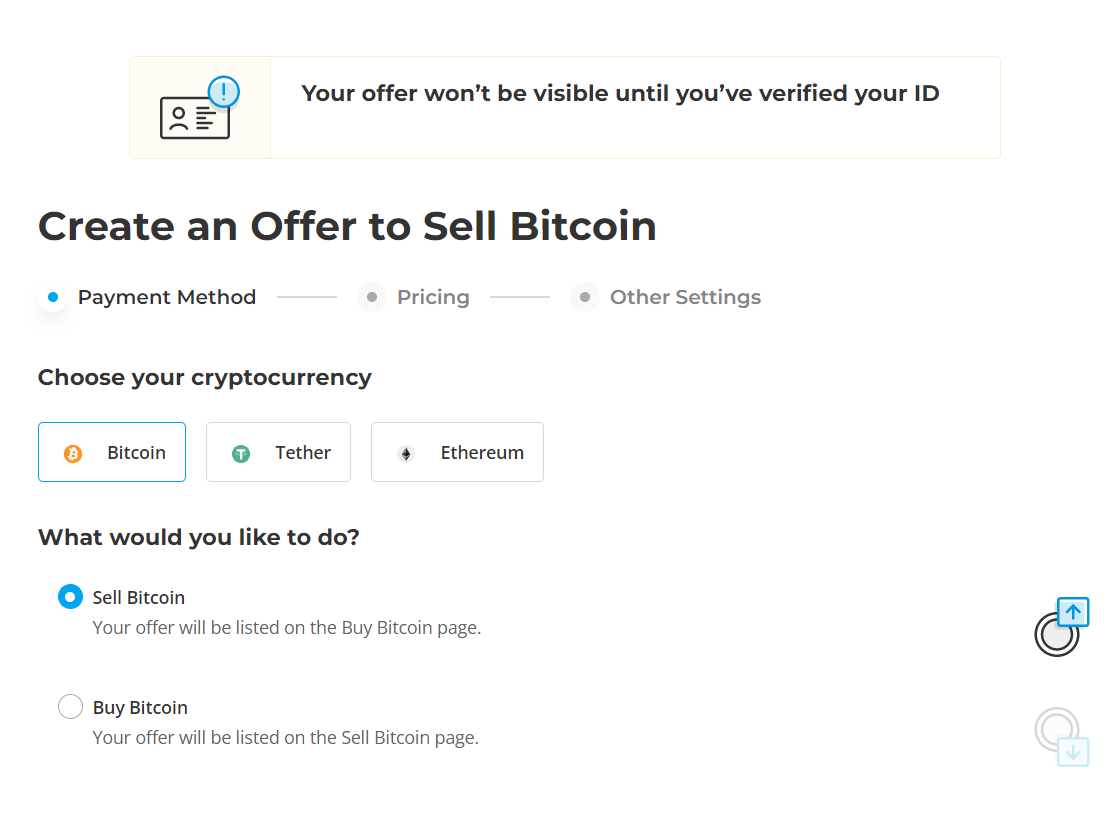 Your offer won’t be visible until you’ve verified your ID
Create an Offer to Sell Bitcoin
Payment Method
Pricing
Other Settings
Choose your cryptocurrency
Bitcoin
Tether
Ethereum
What would you like to do?
Sell Bitcoin
Your offer will be listed on the Buy Bitcoin page.
Buy Bitcoin
Your offer will be listed on the Sell Bitcoin page.